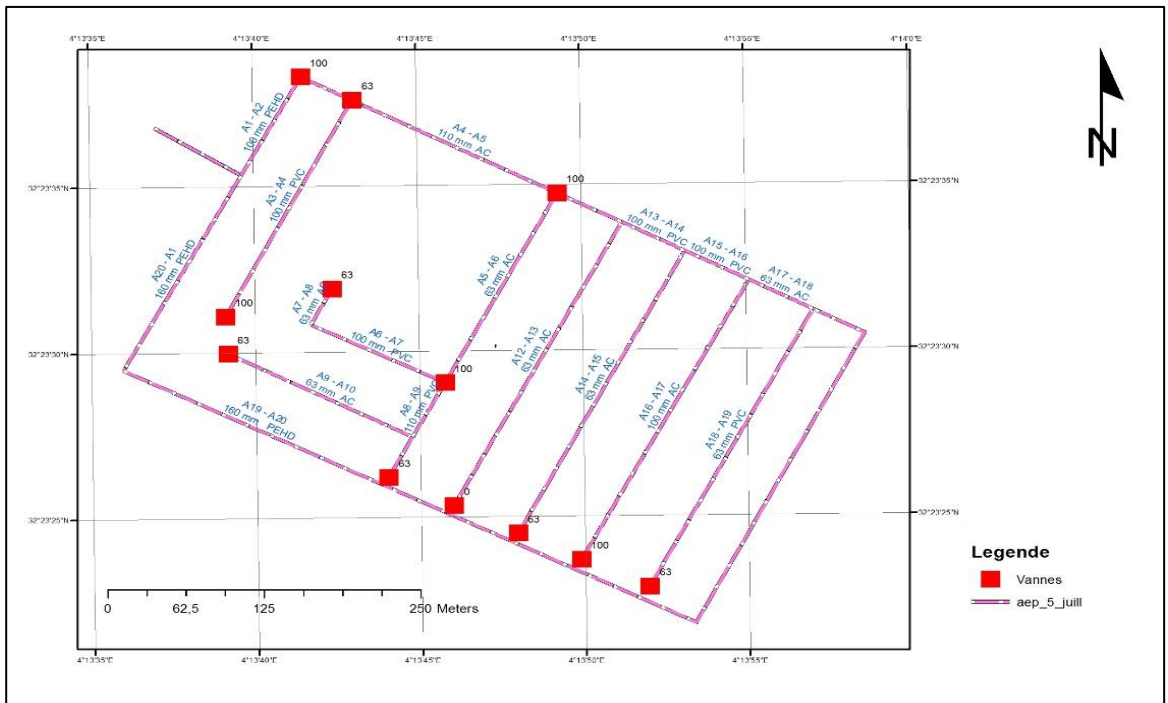 4°13'35"E 4°13'40"E 4°13'45"E 4°13'50"E 4°13'55"E 4°14'0"E
100
63
A1 - A2
108 mm PEHD
A4 - A5
110 mm AC
N
A3 - A4
100 mm PVC
32°23'35"N 32°23'35"N
100
A13 - A14
100 mm PVC
A15 - A16
100 mm PVC
A17 - A18
63 mm AC
A20 - A1
160 mm PEHD
A5 - A6
63 mm AC
63
A7 - A8
63 mm AC
100
A6 - A7
100 mm PVC
A12 - A13
63 mm AC
A14 - A15
63 mm AC
A16 - A17
100 mm AC
A18 - A19
63 mm PVC
63
32°23'30"N 32°23'30"N
A9 - A10
63 mm AC
100
A8 - A9
110 mm PVC
A19 - A20
160 mm PEHD
63
0
63
100
63
32°23'25"N 32°23'25"N
Legende
Vannes
aep_5_juill
0 62,5 125 250 Meters
4°13'35"E 4°13'40"E 4°13'45"E 4°13'50"E 4°13'55"E